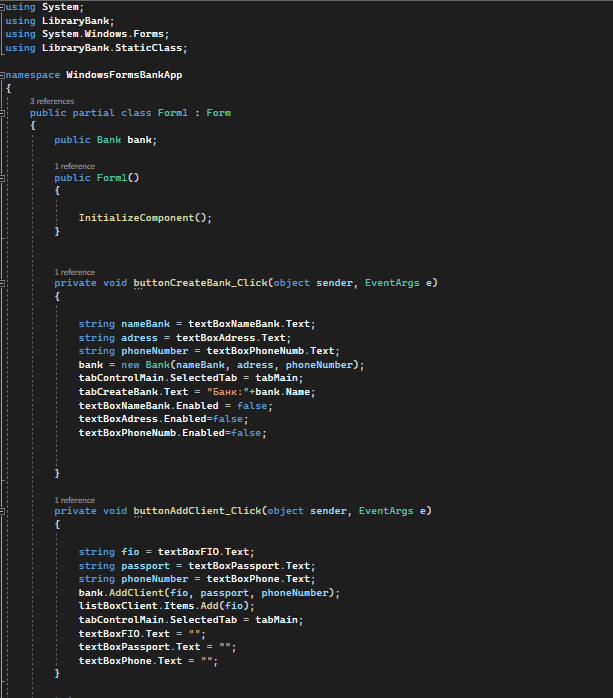 using System;
using LibraryBank;
using System.Windows.Forms;
using LibraryBank.StaticClass;
namespace WindowsFormsBankApp
{
3 references
public partial class Form1 : Form
{
public Bank bank;
1 reference
public Form1()
{
InitializeComponent();
}
1 reference
private void buttonCreateBank_Click(object sender, EventArgs e)
{
string nameBank = textBoxNameBank.Text;
string adress = textBoxAdress.Text;
string phoneNumber = textBoxPhoneNumb.Text;
bank = new Bank(nameBank, adress, phoneNumber);
tabControlMain.SelectedTab = tabMain;
tabCreateBank.Text = "Банк:"+bank.Name;
textBoxNameBank.Enabled = false;
textBoxAdress.Enabled=false;
textBoxPhoneNumb.Enabled=false;
}
1 reference
private void buttonAddClient_Click(object sender, EventArgs e)
{
string fio = textBoxFIO.Text;
string passport = textBoxPassport.Text;
string phoneNumber = textBoxPhone.Text;
bank.AddClient(fio, passport, phoneNumber);
listBoxClient.Items.Add(fio);
tabControlMain.SelectedTab = tabMain;
textBoxFIO.Text = "";
textBoxPassport.Text = "";
textBoxPhone.Text = "";
}